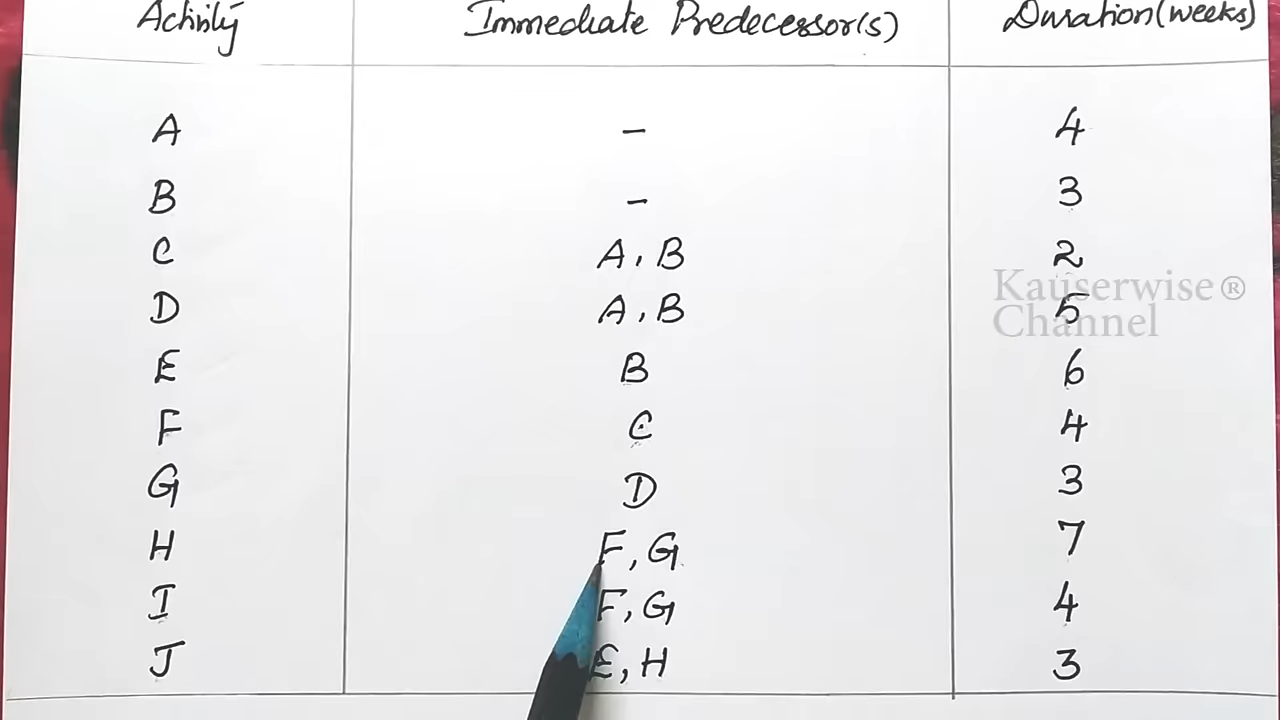 Activity Immediate Predecessor(s) Duration(weeks)
A - 4
B - 3
C A, B 2
D A, B 5
E B 6
F C 4
G D 3
H F, G 7
I F, G 4
J E, H 3
Kauserwise®
Channel